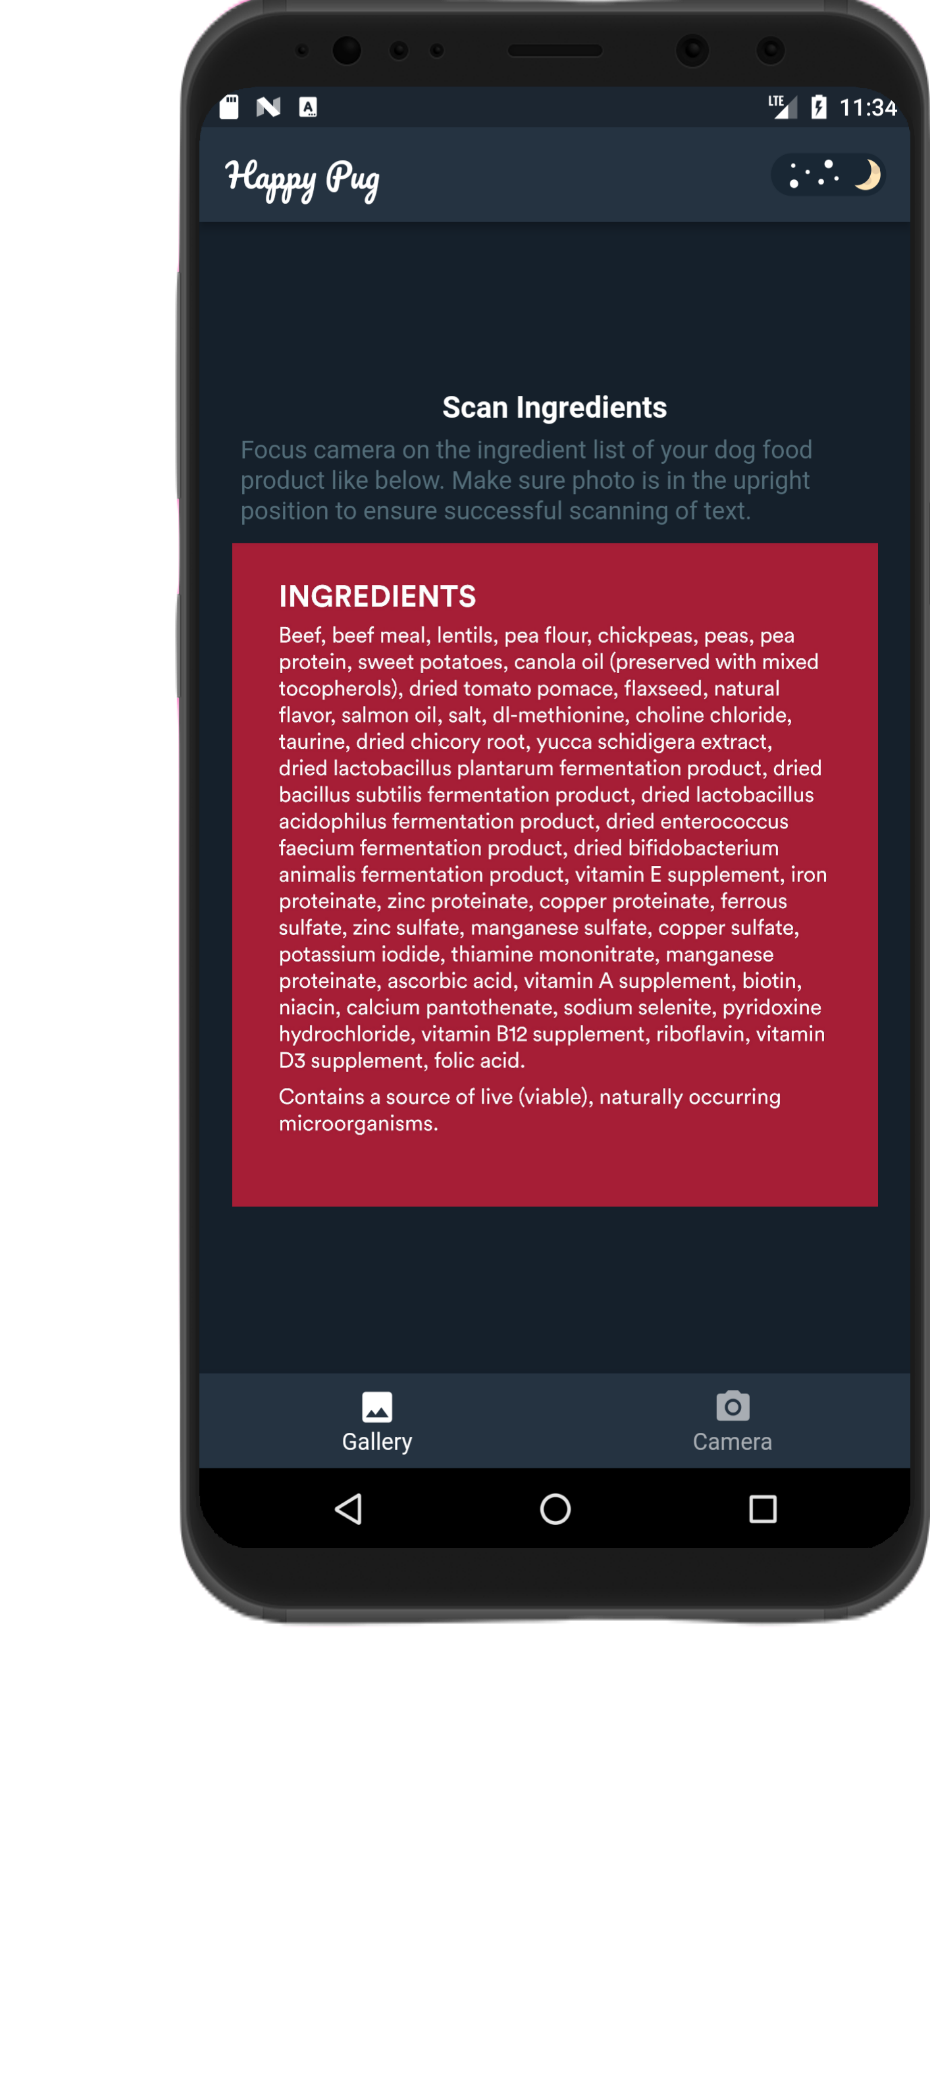 LTE 11:34
Happy Pug
Scan Ingredients
Focus camera on the ingredient list of your dog food
product like below. Make sure photo is in the upright
position to ensure successful scanning of text.
INGREDIENTS
Beef, beef meal, lentils, pea flour, chickpeas, peas, pea
protein, sweet potatoes, canola oil (preserved with mixed
tocopherols), dried tomato pomace, flaxseed, natural
flavor, salmon oil, salt, dl-methionine, choline chloride,
taurine, dried chicory root, yucca schidigera extract,
dried lactobacillus plantarum fermentation product, dried
bacillus subtilis fermentation product, dried lactobacillus
acidophilus fermentation product, dried enterococcus
faecium fermentation product, dried bifidobacterium
animalis fermentation product, vitamin E supplement, iron
proteinate, zinc proteinate, copper proteinate, ferrous
sulfate, zinc sulfate, manganese sulfate, copper sulfate,
potassium iodide, thiamine mononitrate, manganese
proteinate, ascorbic acid, vitamin A supplement, biotin,
niacin, calcium pantothenate, sodium selenite, pyridoxine
hydrochloride, vitamin B12 supplement, riboflavin, vitamin
D3 supplement, folic acid.
Contains a source of live (viable), naturally occurring
microorganisms.
Gallery
Camera